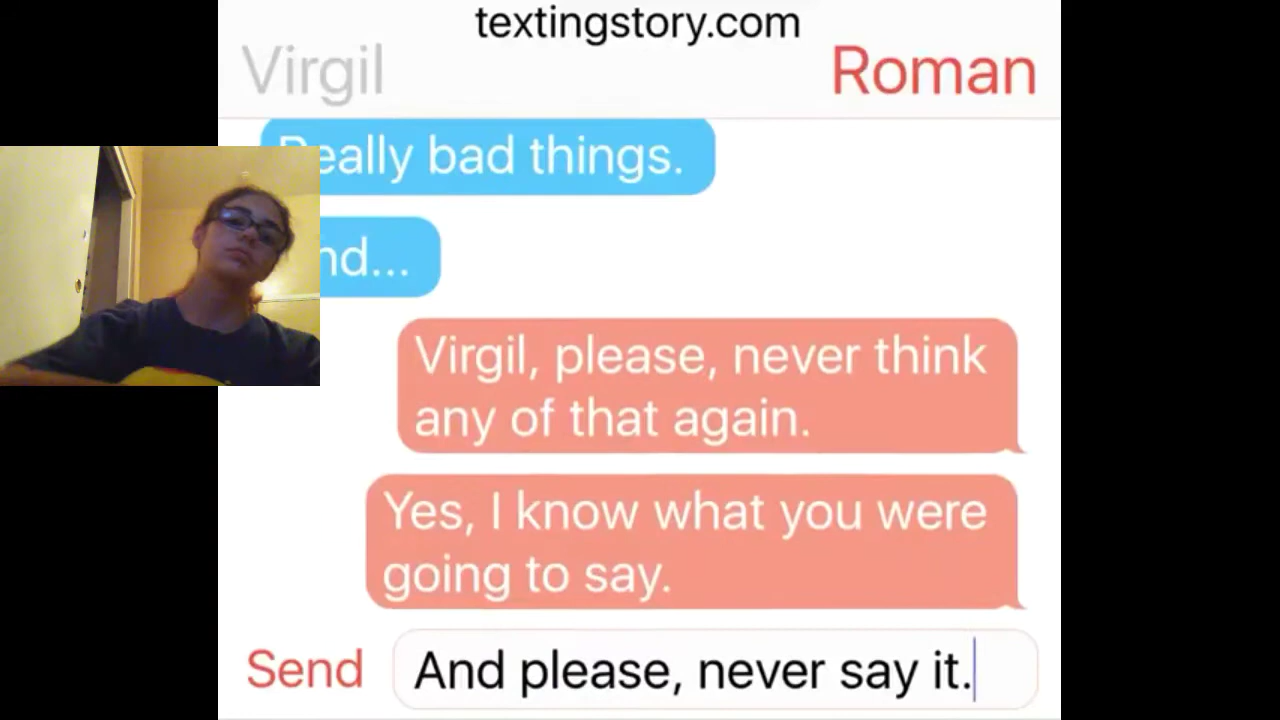 textingstory.com
Virgil Roman
Really bad things.
nd...
Virgil, please, never think
any of that again.
Yes, I know what you were
going to say.
Send And please, never say it.